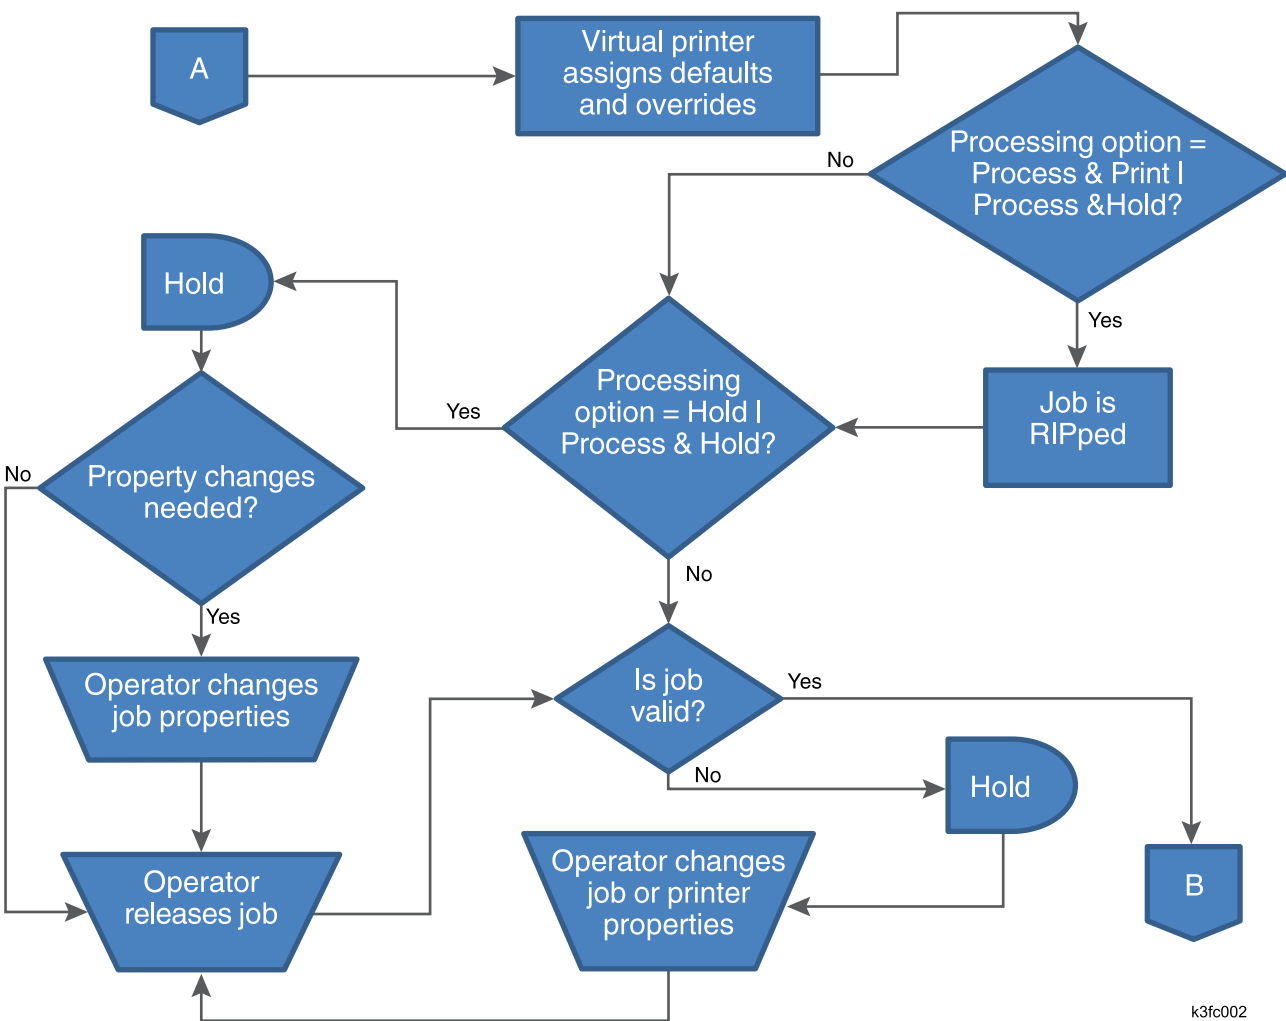 A
Virtual printer
assigns defaults
and overrides
Processing option =
Process & Print |
Process &Hold?
No
Yes
Job is
RIPped
Processing
option = Hold |
Process & Hold?
Yes
No
Hold
Property changes
needed?
No
Yes
Operator changes
job properties
Operator
releases job
Is job
valid?
Yes
No
Hold
Operator changes
job or printer
properties
B
k3fc002